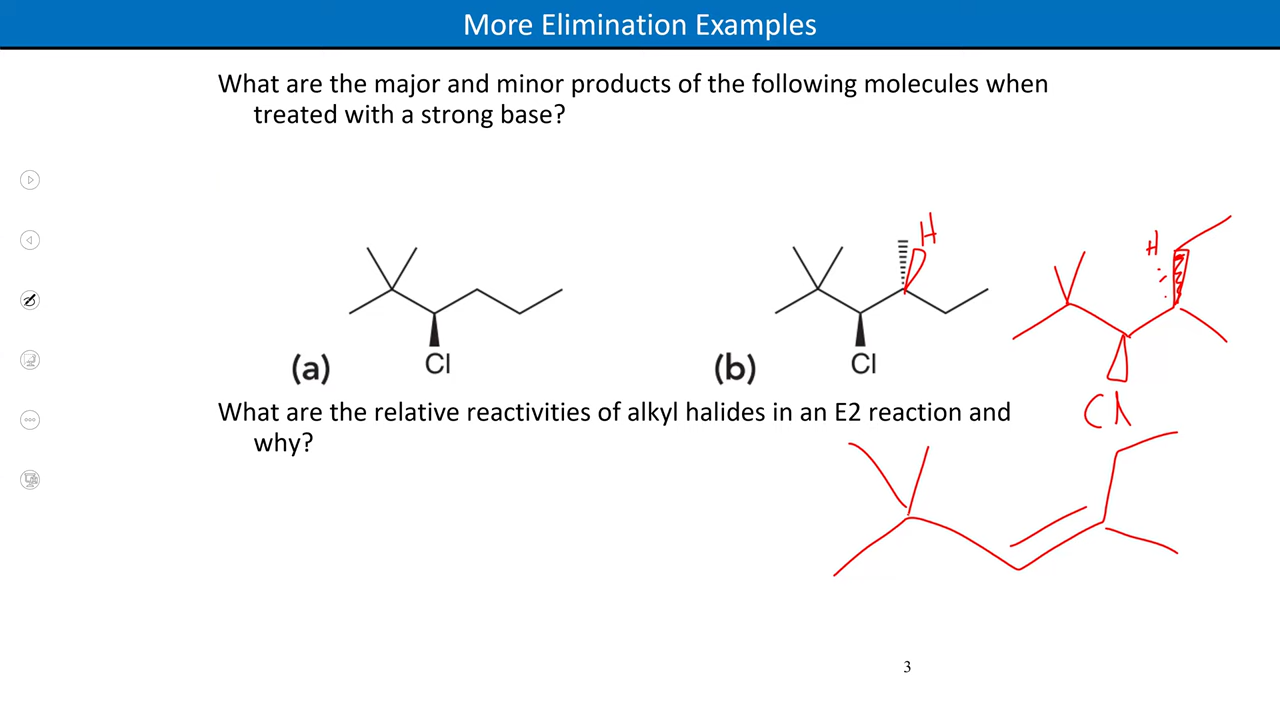 More Elimination Examples
What are the major and minor products of the following molecules when
treated with a strong base?
H
H
Cl
Cl
(a)
(b)
Cl
What are the relative reactivities of alkyl halides in an E2 reaction and
why?
3